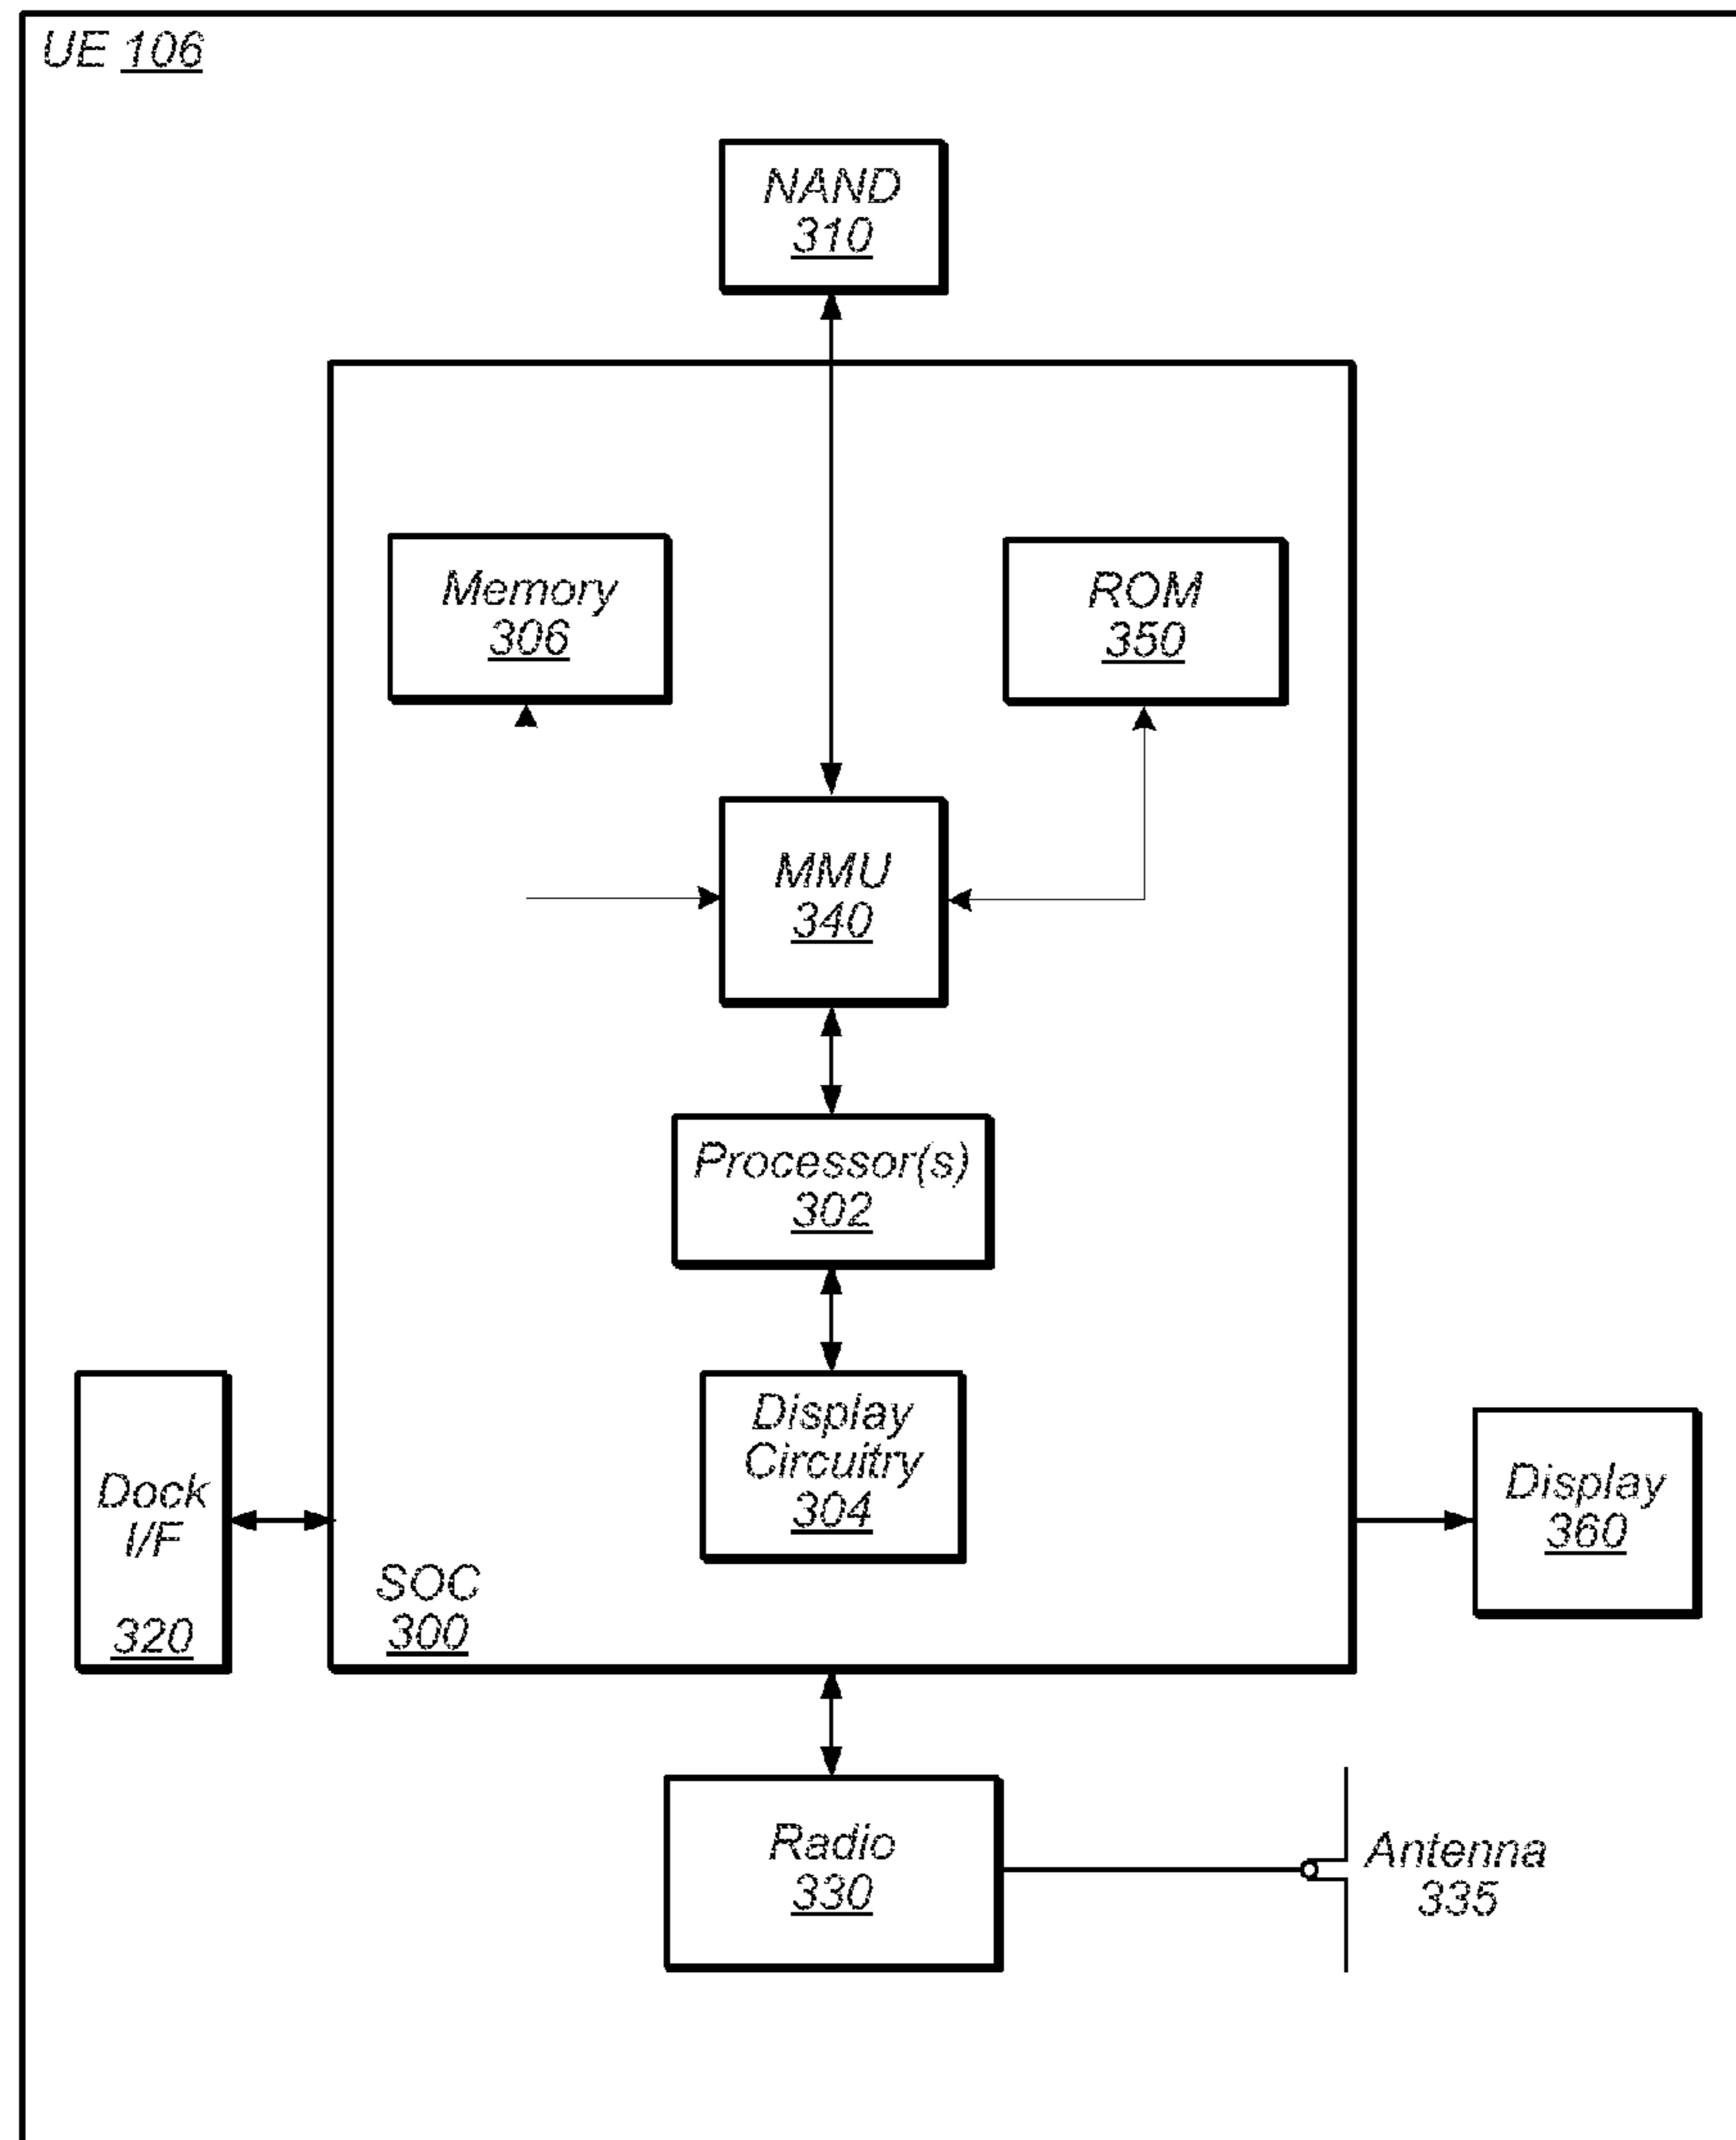 UE 106
NAND
310
Memory
306
ROM
350
MMU
340
Processor(s)
302
Display
Circuitry
304
Dock
I/F
320
SOC
300
Display
360
Radio
330
Antenna
335